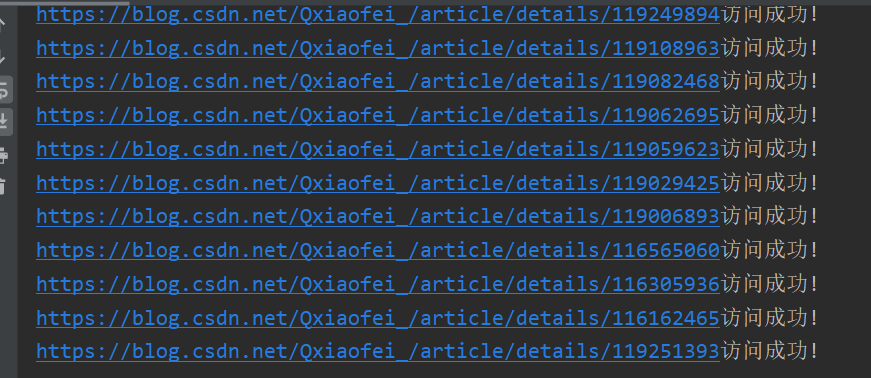 https://blog.csdn.net/Qxiaofei_/article/details/119249894访问成功!
https://blog.csdn.net/Qxiaofei_/article/details/119108963访问成功!
https://blog.csdn.net/Qxiaofei_/article/details/119082468访问成功!
https://blog.csdn.net/Qxiaofei_/article/details/119062695访问成功!
https://blog.csdn.net/Qxiaofei_/article/details/119059623访问成功!
https://blog.csdn.net/Qxiaofei_/article/details/119029425访问成功!
https://blog.csdn.net/Qxiaofei_/article/details/119006893访问成功!
https://blog.csdn.net/Qxiaofei_/article/details/116565060访问成功!
https://blog.csdn.net/Qxiaofei_/article/details/116305936访问成功!
https://blog.csdn.net/Qxiaofei_/article/details/116162465访问成功!
https://blog.csdn.net/Qxiaofei_/article/details/119251393访问成功!